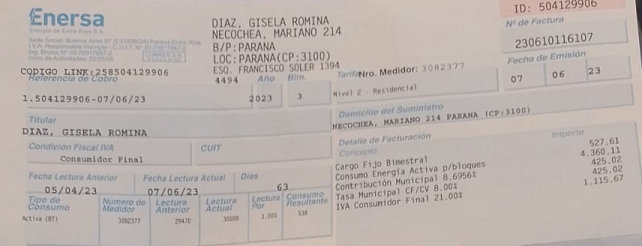 Enersa
Energía de Entre Ríos S.A.
CODIGO LINK:258504129906
Referencia de Cobro
1.504129906-07/06/23
DIAZ, GISELA ROMINA
NECOCHEA, MARIANO 214
B/P:PARANA
LOC:PARANA(CP:3100)
ESQ. FRANCISCO SOLER 1394
4494 Año Bim.
2023 3
ID: 504129906
Nº de Factura
230610116107
Fecha de Emisión
07 06 23
Tarifa Nro. Medidor: 3082377
Nivel 2 - Residencial
Domicilio del Suministro
NECOCHEA, MARIANO 214 PARANA (CP:3100)
Titular
DIAZ, GISELA ROMINA
Condición Fiscal IVA CUIT
Consumidor Final
Fecha Lectura Anterior Fecha Lectura Actual Días
05/04/23 07/06/23 63
Tipo de Consumo Número de Medidor Lectura Anterior Lectura Actual Lectura Por Consumo Resultante
Activa (BT) 3082377 29470 30008 1.000 538
Detalle de Facturación
Concepto Importe
Cargo Fijo Bimestral 527,61
Consumo Energía Activa p/bloques 4.360,11
Contribución Municipal 8.6956% 425,02
Tasa Municipal CF/CV 8.00% 425,02
IVA Consumidor Final 21.00% 1.115,67